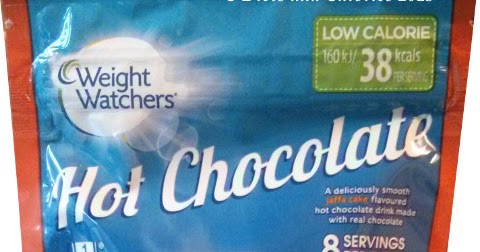 LOW CALORIE
160 kJ/ 38 kcals
PER SERVING
Weight
Watchers
Hot Chocolate
A deliciously smooth
jaffa cake flavoured
hot chocolate drink made
with real chocolate
8 SERVINGS
1